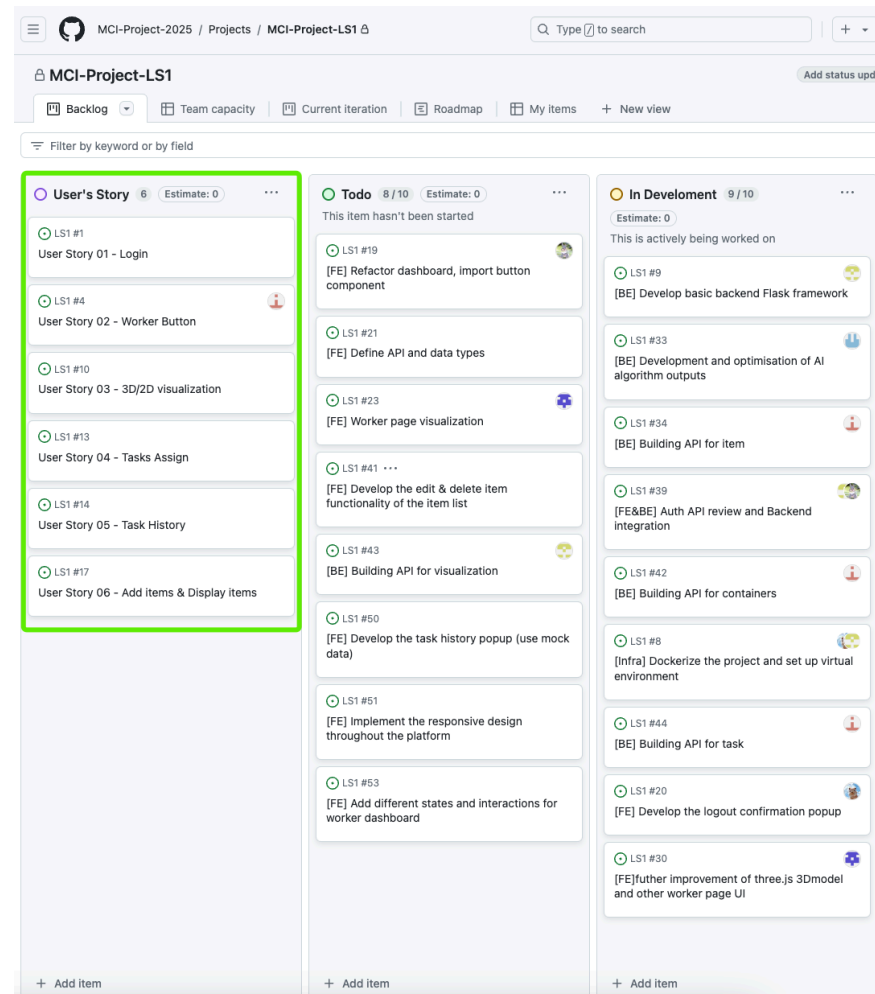 MCI-Project-2025 / Projects / MCI-Project-LS1
Type / to search
MCI-Project-LS1
Add status upd
Backlog
Team capacity
Current iteration
Roadmap
My items
+ New view
Filter by keyword or by field
User's Story 6 Estimate: 0 ...
LS1 #1
User Story 01 - Login
LS1 #4
User Story 02 - Worker Button
LS1 #10
User Story 03 - 3D/2D visualization
LS1 #13
User Story 04 - Tasks Assign
LS1 #14
User Story 05 - Task History
LS1 #17
User Story 06 - Add items & Display items
+ Add item
Todo 8 / 10 Estimate: 0 ...
This item hasn't been started
LS1 #19
[FE] Refactor dashboard, import button
component
LS1 #21
[FE] Define API and data types
LS1 #23
[FE] Worker page visualization
LS1 #41 ...
[FE] Develop the edit & delete item
functionality of the item list
LS1 #43
[BE] Building API for visualization
LS1 #50
[FE] Develop the task history popup (use mock
data)
LS1 #51
[FE] Implement the responsive design
throughout the platform
LS1 #53
[FE] Add different states and interactions for
worker dashboard
+ Add item
In Develoment 9 / 10 ...
Estimate: 0
This is actively being worked on
LS1 #9
[BE] Develop basic backend Flask framework
LS1 #33
[BE] Development and optimisation of AI
algorithm outputs
LS1 #34
[BE] Building API for item
LS1 #39
[FE&BE] Auth API review and Backend
integration
LS1 #42
[BE] Building API for containers
LS1 #8
[Infra] Dockerize the project and set up virtual
environment
LS1 #44
[BE] Building API for task
LS1 #20
[FE] Develop the logout confirmation popup
LS1 #30
[FE]futher improvement of three.js 3Dmodel
and other worker page UI
+ Add item